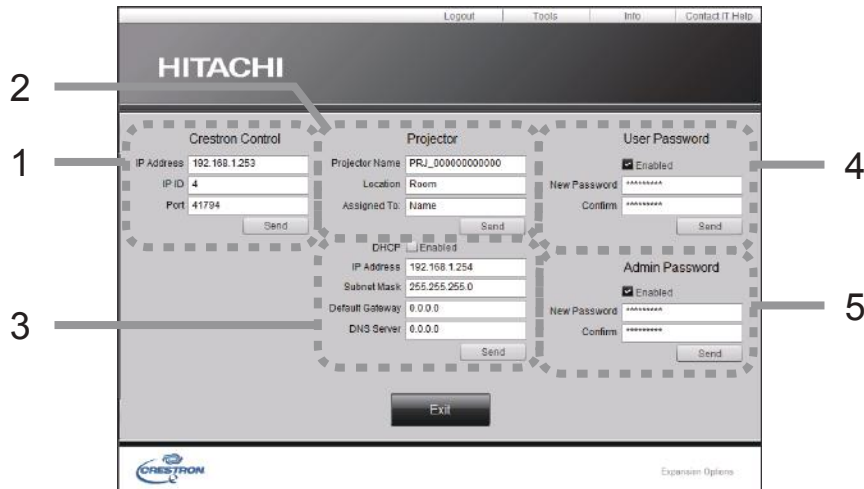 Logout Tools Info Contact IT Help
HITACHI
2
1
Crestron Control
IP Address 192.168.1.253
IP ID 4
Port 41794
Send
Projector
Projector Name PRJ_000000000000
Location Room
Assigned To: Name
Send
3
DHCP Enabled
IP Address 192.168.1.254
Subnet Mask 255.255.255.0
Default Gateway 0.0.0.0
DNS Server 0.0.0.0
Send
User Password
Enabled
New Password *********
Confirm *********
Send
4
Admin Password
Enabled
New Password *********
Confirm *********
Send
5
Exit
CRESTRON
Expansion Options